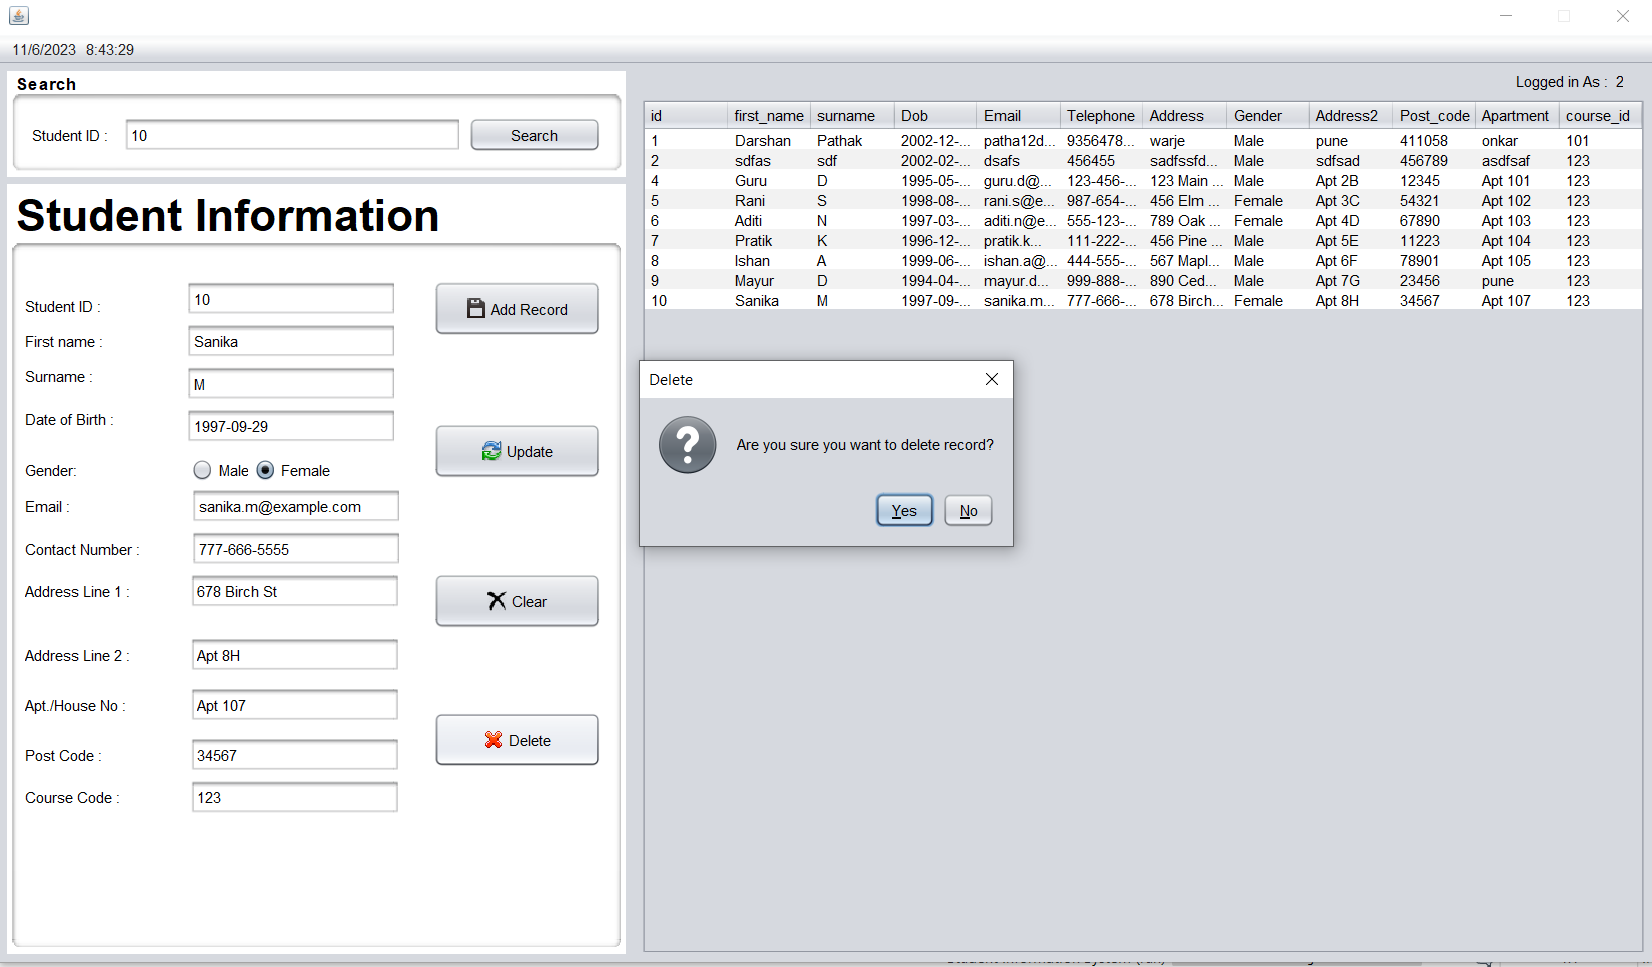 11/6/2023 8:43:29
Search
Student ID : 10 Search
Student Information
Student ID : 10
First name : Sanika
Surname : M
Date of Birth : 1997-09-29
Gender: Male Female
Email : sanika.m@example.com
Contact Number : 777-666-5555
Address Line 1 : 678 Birch St
Address Line 2 : Apt 8H
Apt./House No : Apt 107
Post Code : 34567
Course Code : 123
Add Record
Update
Clear
Delete
Logged in As : 2
id first_name surname Dob Email Telephone Address Gender Address2 Post_code Apartment course_id
1 Darshan Pathak 2002-12-... patha12d... 9356478... warje Male pune 411058 onkar 101
2 sdfas sdf 2002-02-... dsafs 456455 sadfssfd... Male sdfsad 456789 asdfsaf 123
4 Guru D 1995-05-... guru.d@... 123-456-... 123 Main ... Male Apt 2B 12345 Apt 101 123
5 Rani S 1998-08-... rani.s@e... 987-654-... 456 Elm ... Female Apt 3C 54321 Apt 102 123
6 Aditi N 1997-03-... aditi.n@e... 555-123-... 789 Oak ... Female Apt 4D 67890 Apt 103 123
7 Pratik K 1996-12-... pratik.k... 111-222-... 456 Pine ... Male Apt 5E 11223 Apt 104 123
8 Ishan A 1999-06-... ishan.a@... 444-555-... 567 Mapl... Male Apt 6F 78901 Apt 105 123
9 Mayur D 1994-04-... mayur.d... 999-888-... 890 Ced... Male Apt 7G 23456 pune 123
10 Sanika M 1997-09-... sanika.m... 777-666-... 678 Birch... Female Apt 8H 34567 Apt 107 123
Delete
Are you sure you want to delete record?
Yes No